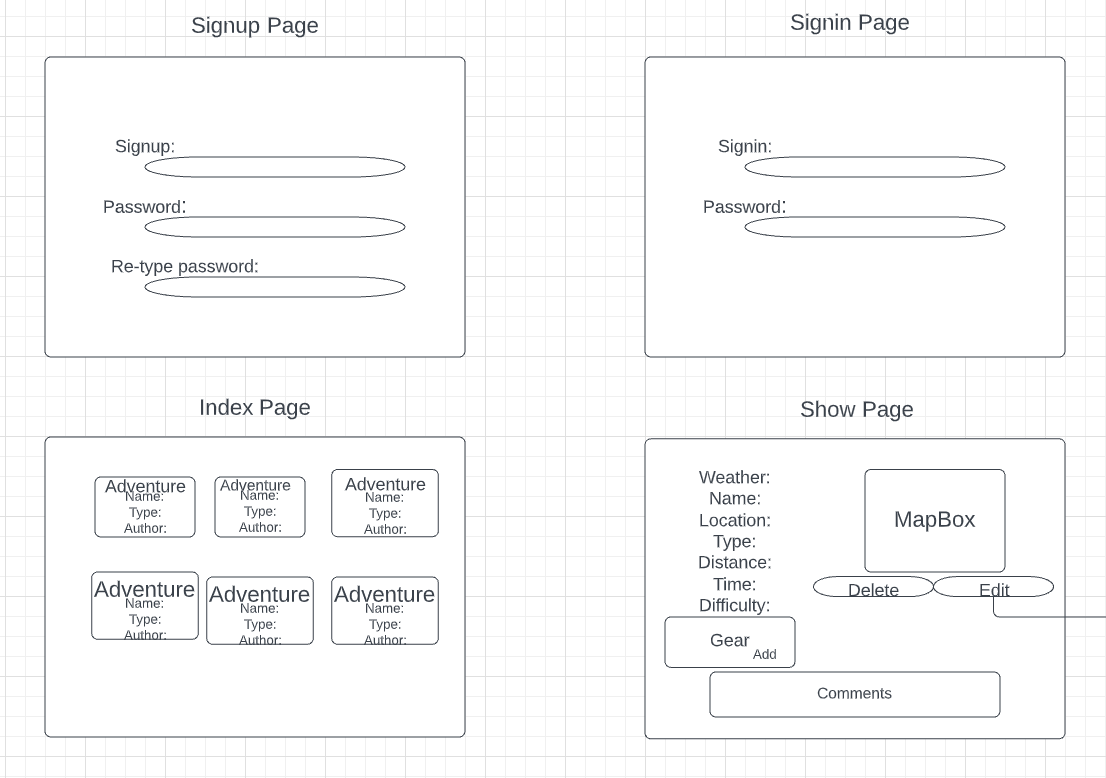 Signup Page
Signup:
Password:
Re-type password:
Signin Page
Signin:
Password:
Index Page
Adventure
Name:
Type:
Author:
Adventure
Name:
Type:
Author:
Adventure
Name:
Type:
Author:
Adventure
Name:
Type:
Author:
Adventure
Name:
Type:
Author:
Adventure
Name:
Type:
Author:
Show Page
Weather:
Name:
Location:
Type:
Distance:
Time:
Difficulty:
MapBox
Delete
Edit
Gear
Add
Comments